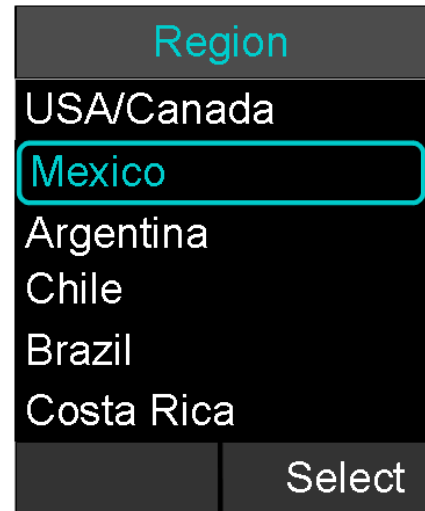 Region
USA/Canada
Mexico
Argentina
Chile
Brazil
Costa Rica
Select